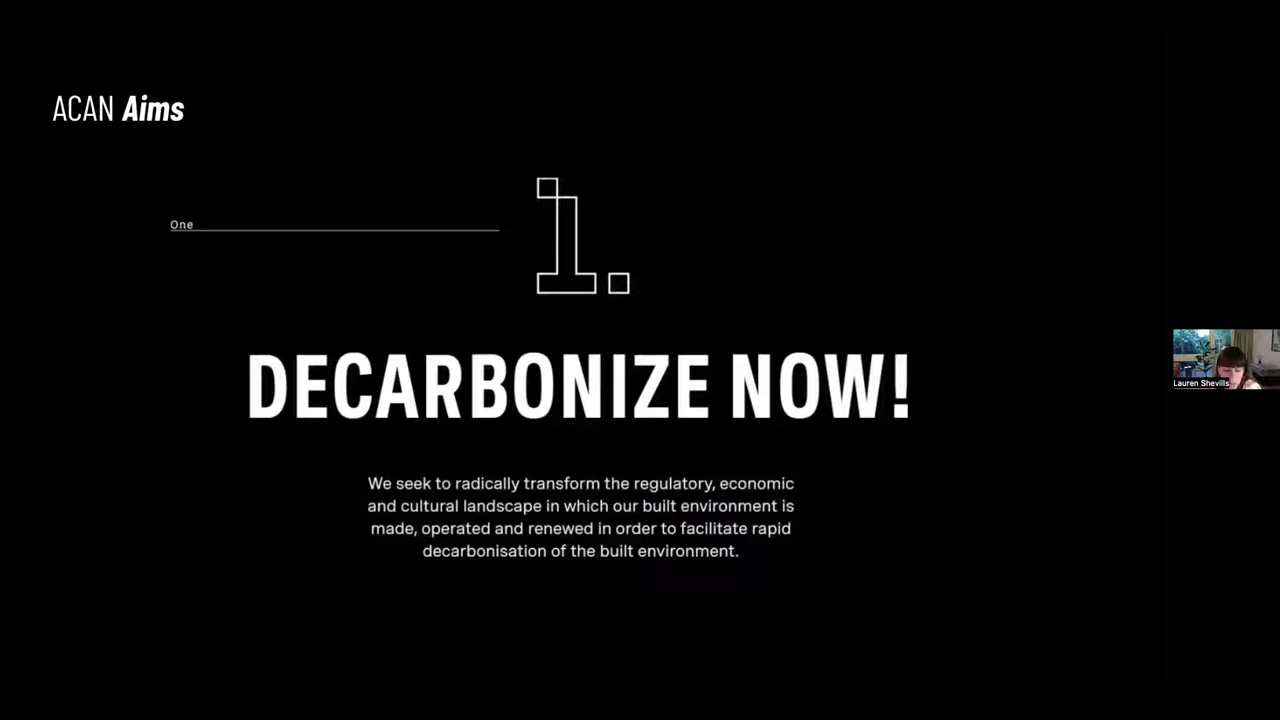 ACAN Aims
One
1.
DECARBONIZE NOW!
We seek to radically transform the regulatory, economic
and cultural landscape in which our built environment is
made, operated and renewed in order to facilitate rapid
decarbonisation of the built environment.
Lauren Shevills